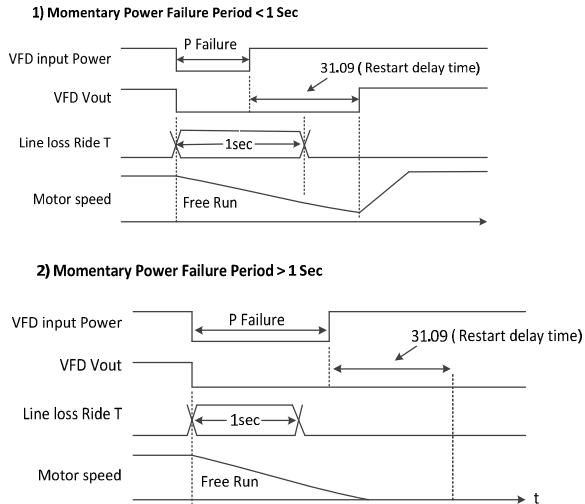 1) Momentary Power Failure Period < 1 Sec
P Failure
VFD input Power
31.09 ( Restart delay time)
VFD Vout
Line loss Ride T
1sec
Motor speed
Free Run
2) Momentary Power Failure Period > 1 Sec
VFD input Power
P Failure
31.09 ( Restart delay time)
VFD Vout
Line loss Ride T
1sec
Motor speed
Free Run
t